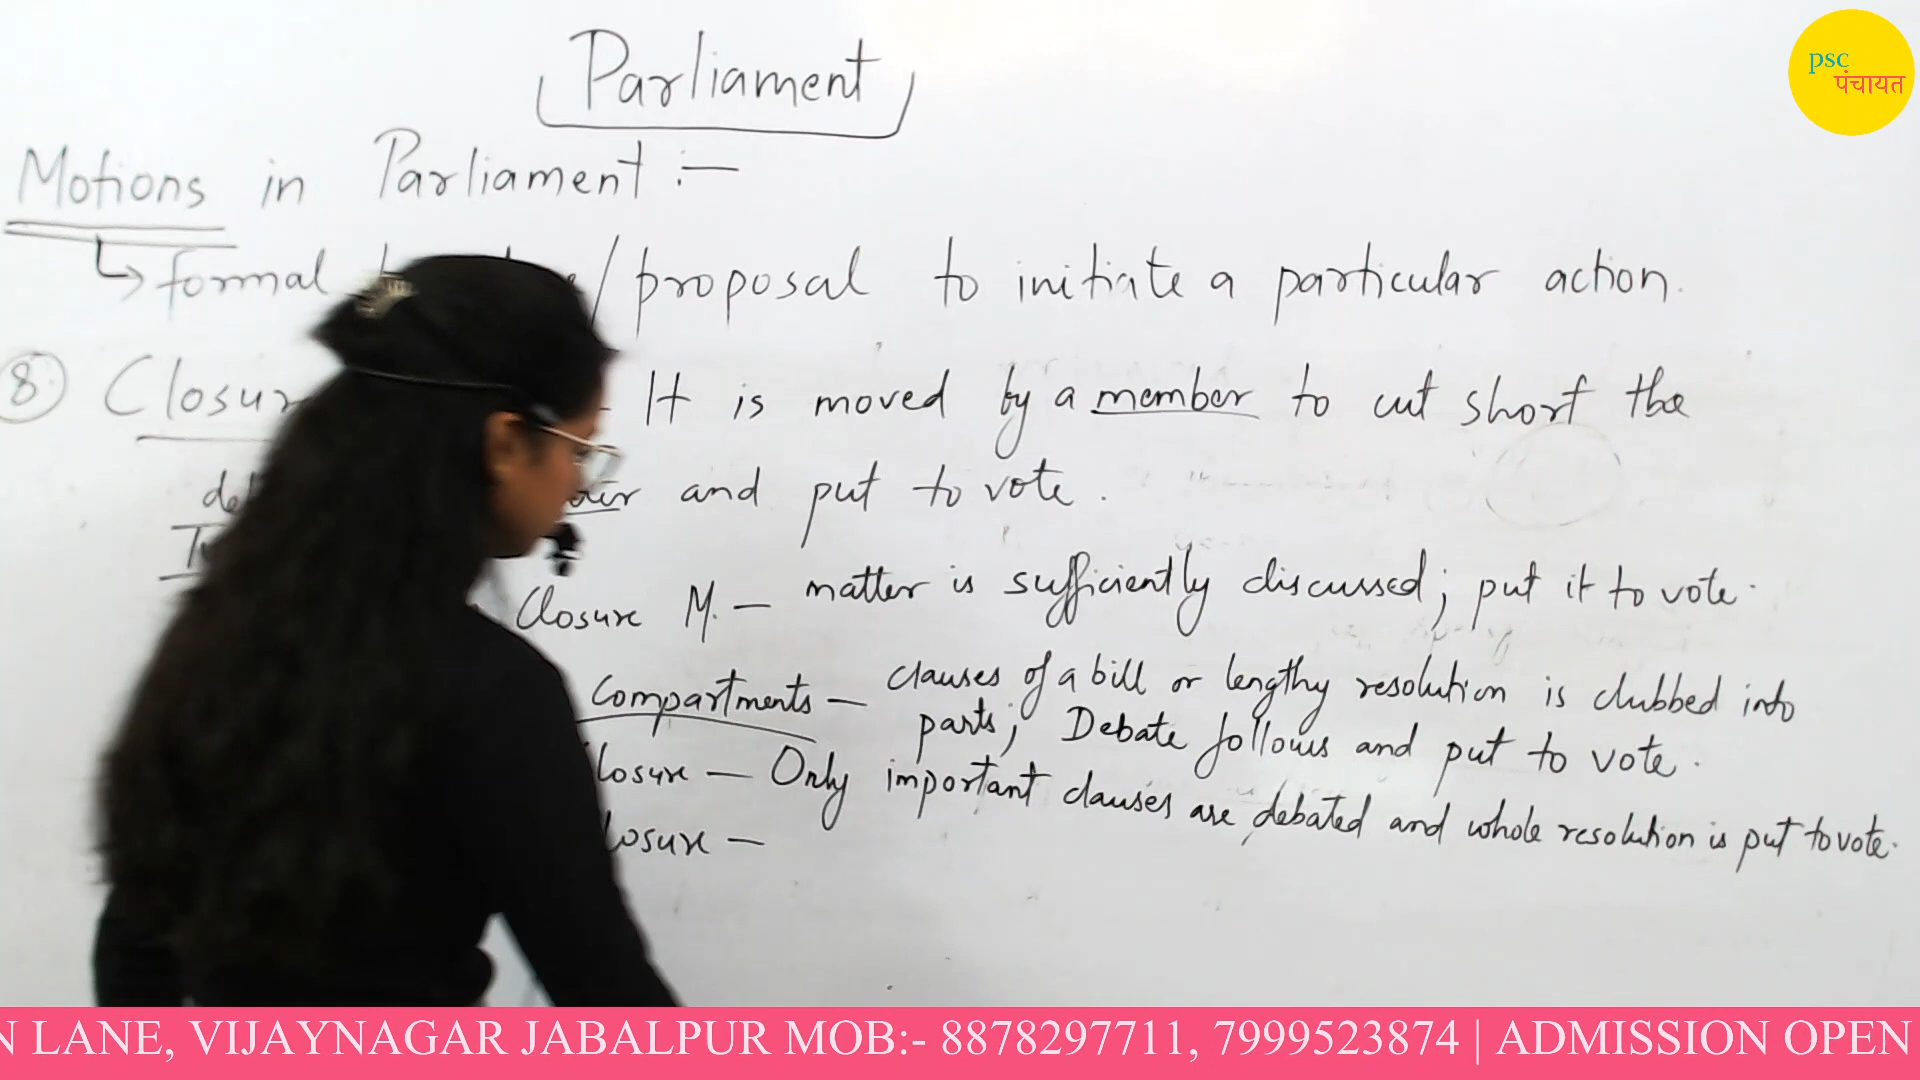 Parliament
psc
पंचायत
Motions in Parliament :-
formal / proposal to initiate a particular action.
8 It is moved by a member to cut short the
and put to vote.
Closure M. - matter is sufficiently discussed; put it to vote.
Compartments - clauses of a bill or lengthy resolution is clubbed into
parts; Debate follows and put to vote.
- Only important clauses are debated and whole resolution is put to vote.
N LANE, VIJAYNAGAR JABALPUR MOB:- 8878297711, 7999523874 | ADMISSION OPEN